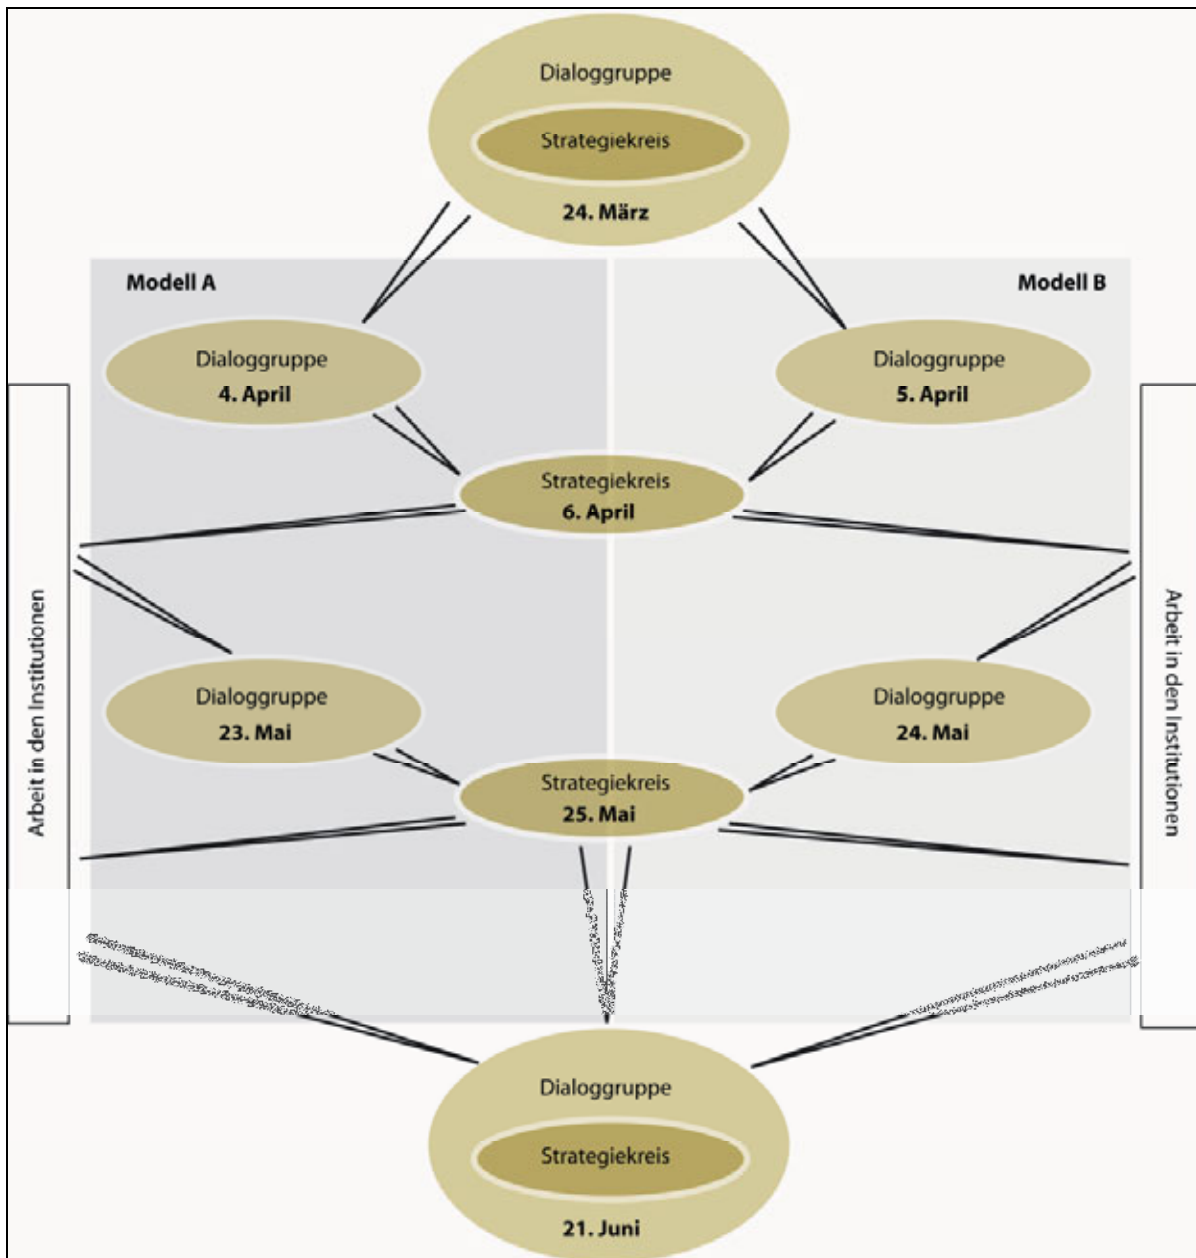 Dialoggruppe
Strategiekreis
24. März
Modell A
Modell B
Dialoggruppe
4. April
Dialoggruppe
5. April
Strategiekreis
6. April
Arbeit in den Institutionen
Arbeit in den Institutionen
Dialoggruppe
23. Mai
Dialoggruppe
24. Mai
Strategiekreis
25. Mai
Dialoggruppe
Strategiekreis
21. Juni